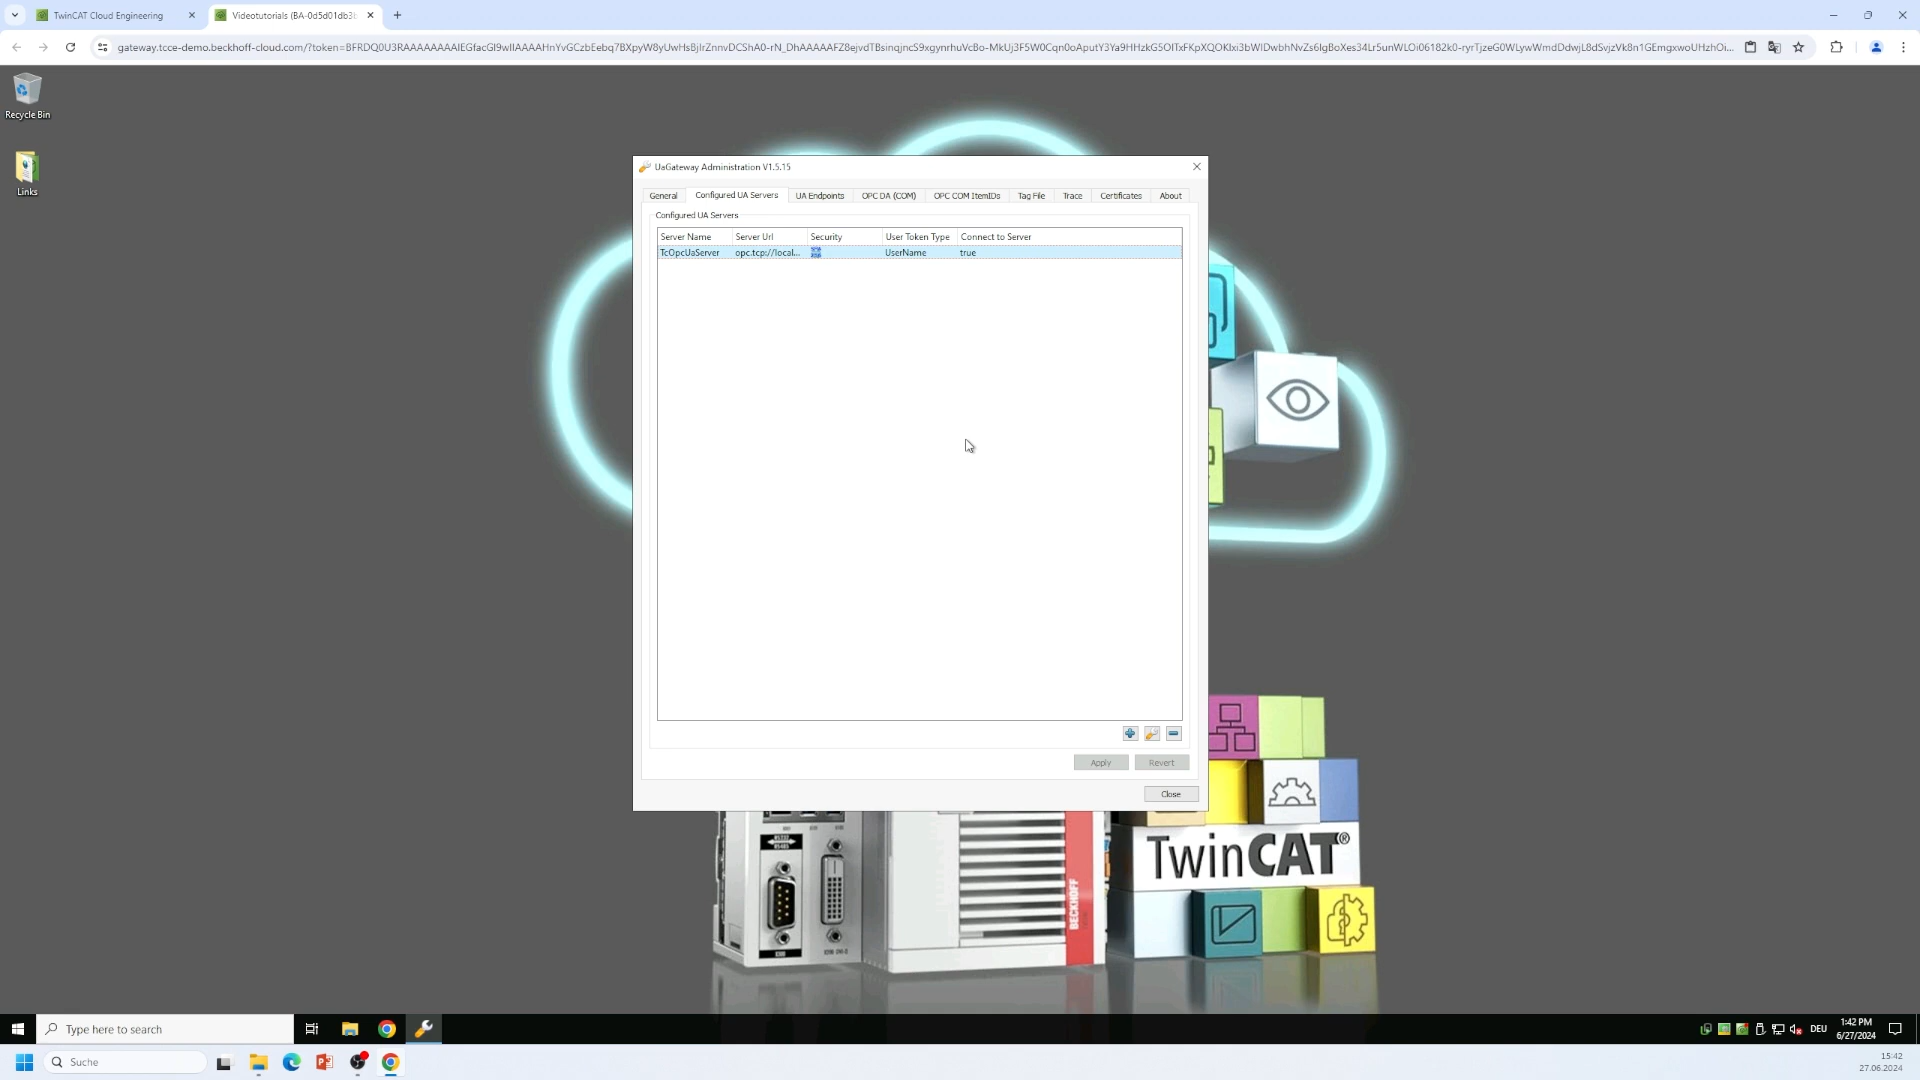 TwinCAT Cloud Engineering
Videotutorials (BA-0d5d01db3
Recycle Bin
Links
UaGateway Administration V1.5.15
General
Configured UA Servers
UA Endpoints
OPC DA (COM)
OPC COM ItemIDs
Tag File
Trace
Certificates
About
Configured UA Servers
Server Name
Server Url
Security
User Token Type
Connect to Server
TcOpcUaServer
opc.tcp://local...
UserName
true
Apply
Revert
Close
BECKHOFF
TwinCAT®
Type here to search
DEU
1:42 PM
6/27/2024
Suche
15:42
27.06.2024